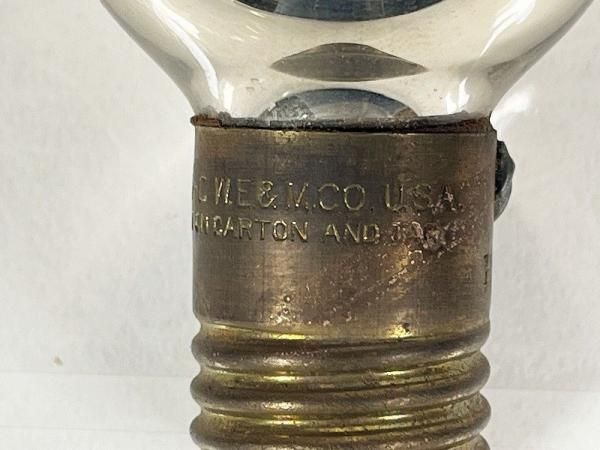 C W.E & M.CO. U.S.A.
CARTON AND